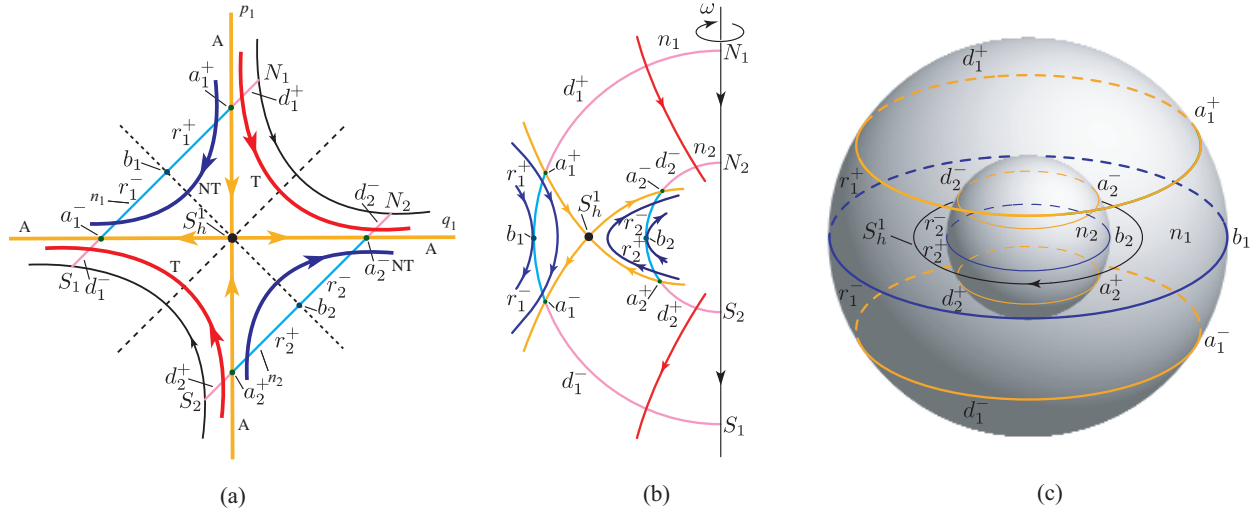 p₁
A
a₁⁺
N₁
d₁⁺
r₁⁺
b₁
r₁⁻
n₁
NT
T
S_h¹
d₂⁻
N₂
q₁
A
a₁⁻
A
a₂⁻
NT
S₁
d₁⁻
T
r₂⁻
b₂
r₂⁺
n₂
d₂⁺
S₂
a₂⁺
A
(a)
ω
n₁
N₁
d₁⁺
n₂
N₂
r₁⁺
a₁⁺
a₂⁻
d₂⁻
S_h¹
b₁
r₂⁻
b₂
r₂⁺
r₁⁻
a₁⁻
a₂⁺
d₂⁺
S₂
d₁⁻
S₁
(b)
d₁⁺
a₁⁺
r₁⁺
d₂⁻
a₂⁻
S_h¹
r₂⁻
n₂
b₂
n₁
b₁
r₂⁺
r₁⁻
d₂⁺
a₂⁺
a₁⁻
d₁⁻
(c)